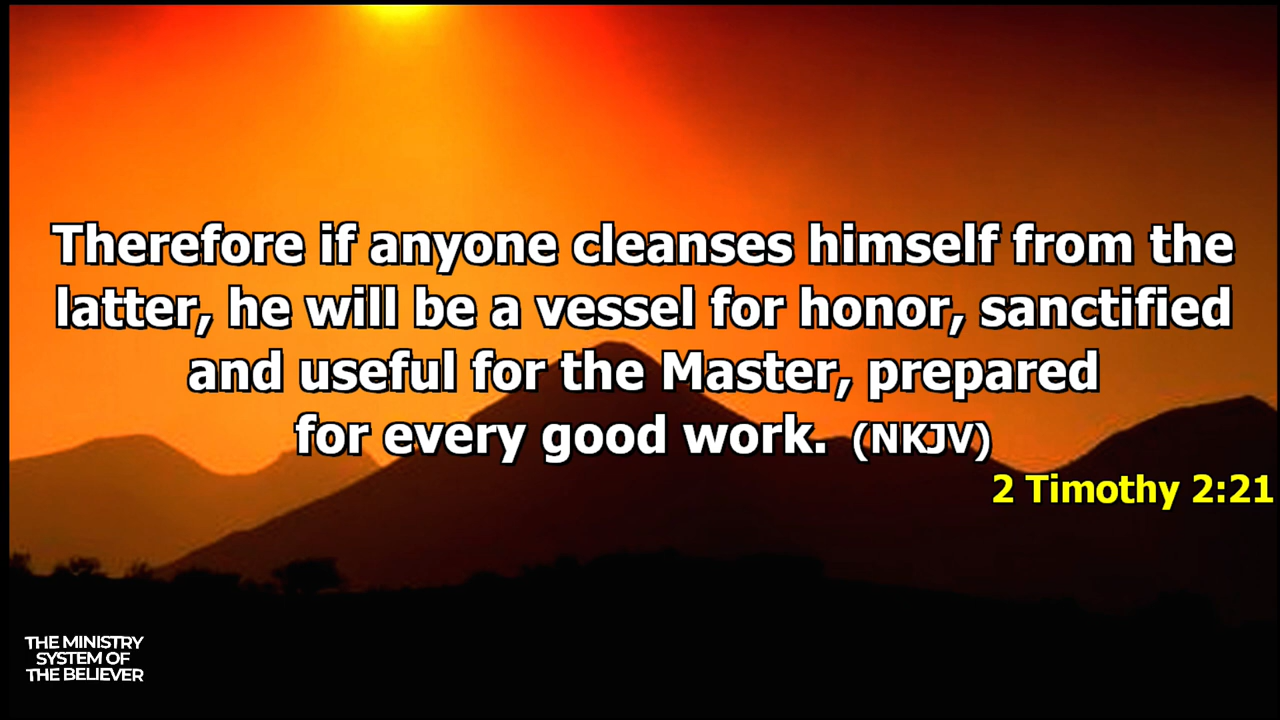 Therefore if anyone cleanses himself from the
latter, he will be a vessel for honor, sanctified
and useful for the Master, prepared
for every good work. (NKJV)
2 Timothy 2:21
THE MINISTRY
SYSTEM OF
THE BELIEVER